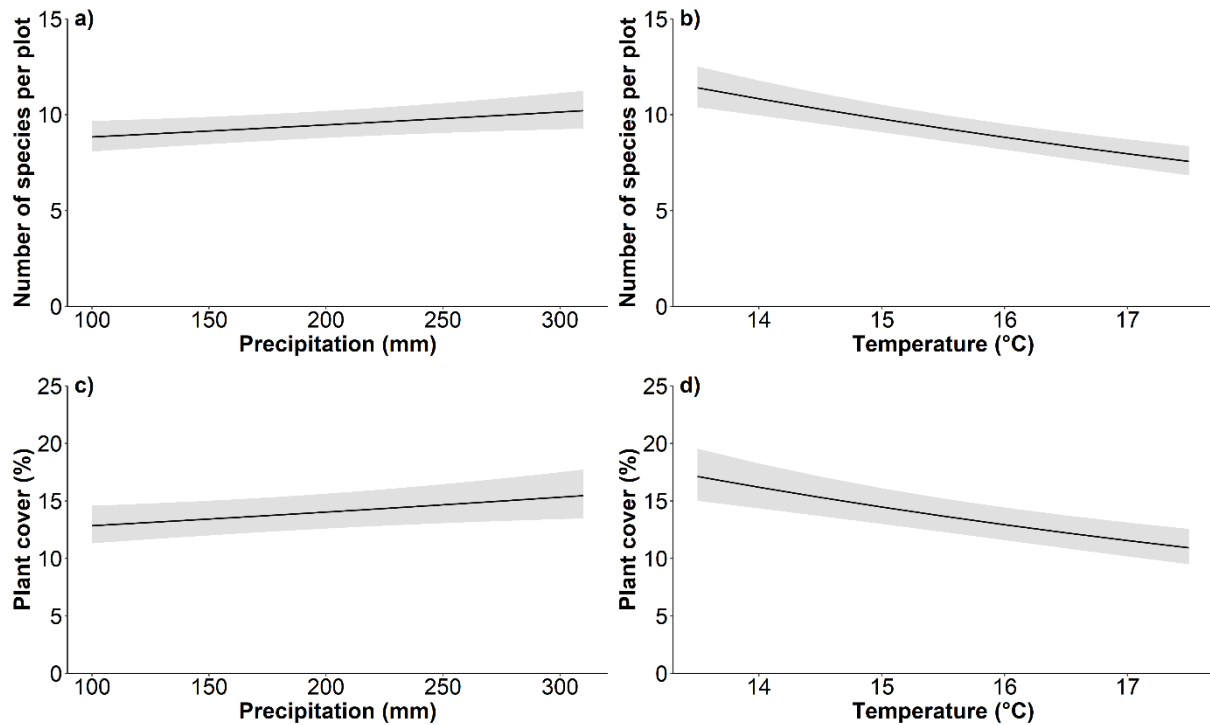 a)
Number of species per plot
15
10
5
0
100 150 200 250 300
Precipitation (mm)
b)
Number of species per plot
15
10
5
0
14 15 16 17
Temperature (°C)
c)
Plant cover (%)
25
20
15
10
5
0
100 150 200 250 300
Precipitation (mm)
d)
Plant cover (%)
25
20
15
10
5
0
14 15 16 17
Temperature (°C)